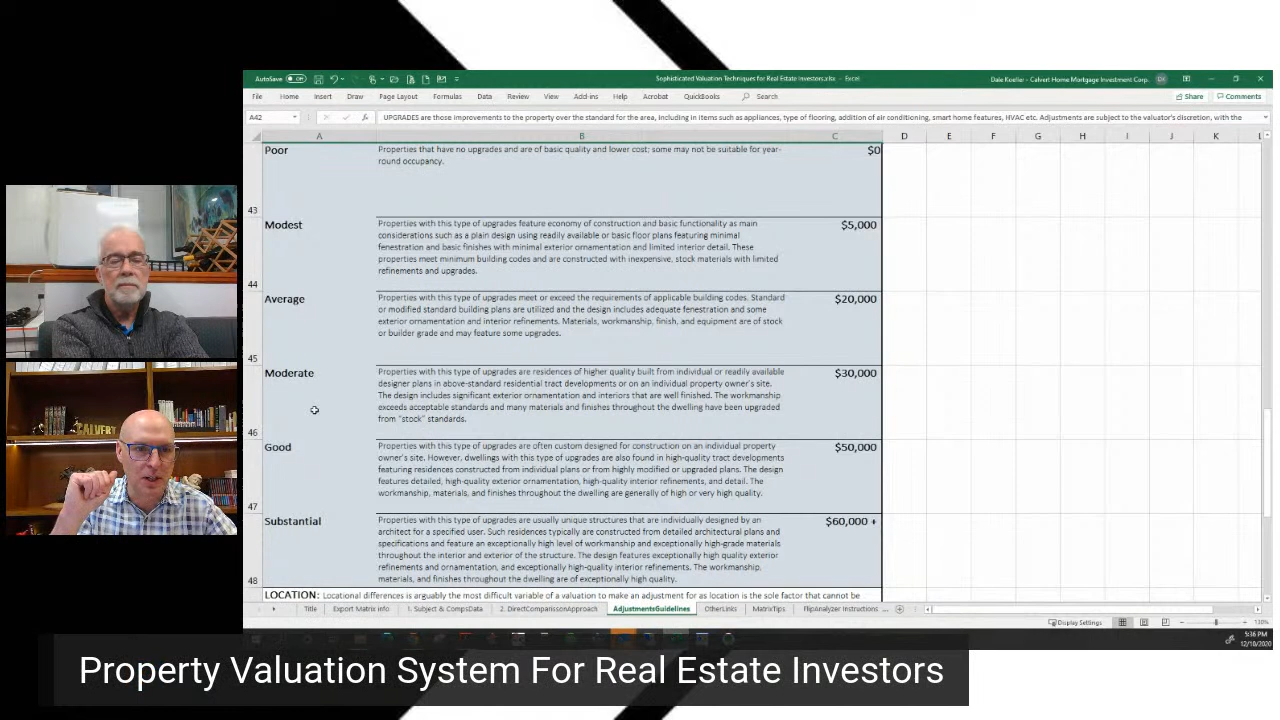 AutoSave Off
Sophisticated Valuation Techniques for Real Estate Investors.xlsx - Excel
Dale Koeller - Calvert Home Mortgage Investment Corp.
File Home Insert Draw Page Layout Formulas Data Review View Add-ins Help Acrobat QuickBooks Search
Share Comments
A42
fx
UPGRADES are those improvements to the property over the standard for the area, including in items such as appliances, type of flooring, addition of air conditioning, smart home features, HVAC etc. Adjustments are subject to the valuator's discretion, with the
A B C D E F G H I J K L
Poor
Properties that have no upgrades and are of basic quality and lower cost; some may not be suitable for year-
round occupancy.
$0
43
Modest
Properties with this type of upgrades feature economy of construction and basic functionality as main
considerations such as a plain design using readily available or basic floor plans featuring minimal
fenestration and basic finishes with minimal exterior ornamentation and limited interior detail. These
properties meet minimum building codes and are constructed with inexpensive, stock materials with limited
refinements and upgrades.
$5,000
44
Average
Properties with this type of upgrades meet or exceed the requirements of applicable building codes. Standard
or modified standard building plans are utilized and the design includes adequate fenestration and some
exterior ornamentation and interior refinements. Materials, workmanship, finish, and equipment are of stock
or builder grade and may feature some upgrades.
$20,000
45
Moderate
Properties with this type of upgrades are residences of higher quality built from individual or readily available
designer plans in above-standard residential tract developments or on an individual property owner's site.
The design includes significant exterior ornamentation and interiors that are well finished. The workmanship
exceeds acceptable standards and many materials and finishes throughout the dwelling have been upgraded
from "stock" standards.
$30,000
46
Good
Properties with this type of upgrades are often custom designed for construction on an individual property
owner's site. However, dwellings with this type of upgrades are also found in high-quality tract developments
featuring residences constructed from individual plans or from highly modified or upgraded plans. The design
features detailed, high-quality exterior ornamentation, high-quality interior refinements, and detail. The
workmanship, materials, and finishes throughout the dwelling are generally of high or very high quality.
$50,000
47
Substantial
Properties with this type of upgrades are usually unique structures that are individually designed by an
architect for a specified user. Such residences typically are constructed from detailed architectural plans and
specifications and feature an exceptionally high level of workmanship and exceptionally high-grade materials
throughout the interior and exterior of the structure. The design features exceptionally high quality exterior
refinements and ornamentation, and exceptionally high-quality interior refinements. The workmanship,
materials, and finishes throughout the dwelling are of exceptionally high quality.
$60,000 +
48
LOCATION: Locational differences is arguably the most difficult variable of a valuation to make an adjustment for as location is the sole factor that cannot be
Title Export Matrix info 1. Subject & CompsData 2. DirectComparissonApproach AdjustmentsGuidelines OtherLinks MatrixTips FlipAnalyzer Instructions ...
Display Settings
130%
5:36 PM
12/10/2020
CALVERT
Property Valuation System For Real Estate Investors